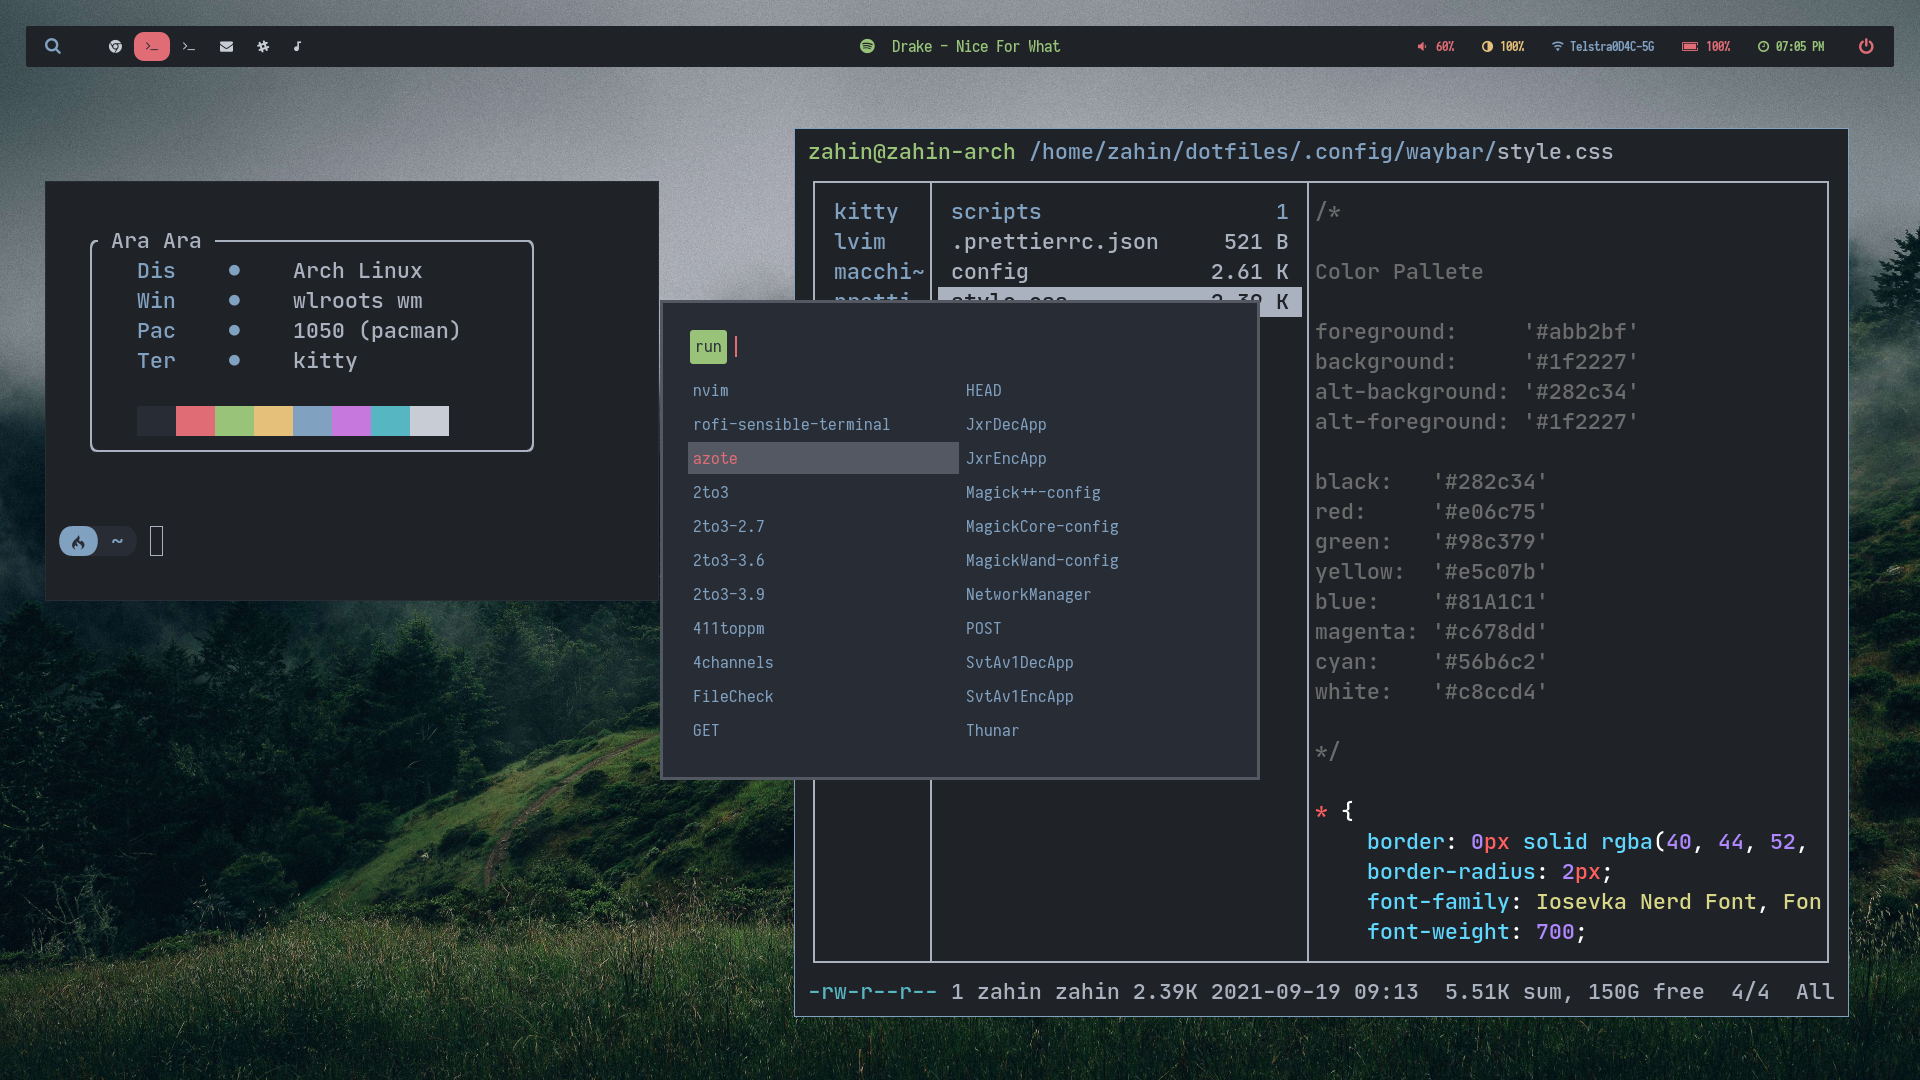 Drake - Nice For What
60%
100%
Telstra0D4C-5G
100%
07:05 PM
Ara Ara
Dis ● Arch Linux
Win ● wlroots wm
Pac ● 1050 (pacman)
Ter ● kitty
~
zahin@zahin-arch /home/zahin/dotfiles/.config/waybar/style.css
kitty
lvim
macchi~
scripts 1
.prettierrc.json 521 B
config 2.61 K
style.css 2.39 K
run
nvim
rofi-sensible-terminal
azote
2to3
2to3-2.7
2to3-3.6
2to3-3.9
411toppm
4channels
FileCheck
GET
HEAD
JxrDecApp
JxrEncApp
Magick++-config
MagickCore-config
MagickWand-config
NetworkManager
POST
SvtAv1DecApp
SvtAv1EncApp
Thunar
/*
Color Pallete
foreground: '#abb2bf'
background: '#1f2227'
alt-background: '#282c34'
alt-foreground: '#1f2227'
black: '#282c34'
red: '#e06c75'
green: '#98c379'
yellow: '#e5c07b'
blue: '#81A1C1'
magenta: '#c678dd'
cyan: '#56b6c2'
white: '#c8ccd4'
*/
* {
border: 0px solid rgba(40, 44, 52,
border-radius: 2px;
font-family: Iosevka Nerd Font, Fon
font-weight: 700;
-rw-r--r-- 1 zahin zahin 2.39K 2021-09-19 09:13 5.51K sum, 150G free 4/4 All